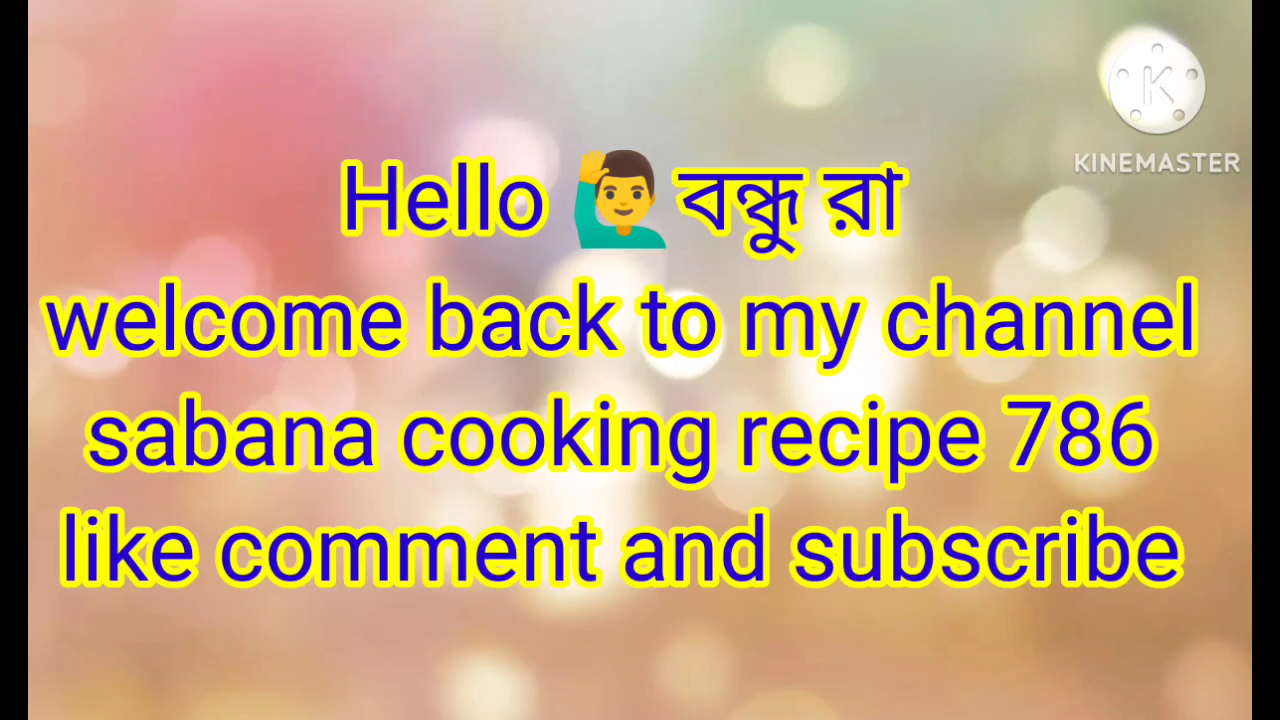 KINEMASTER
Hello 🙋‍♂️ বন্ধু রা
welcome back to my channel
sabana cooking recipe 786
like comment and subscribe